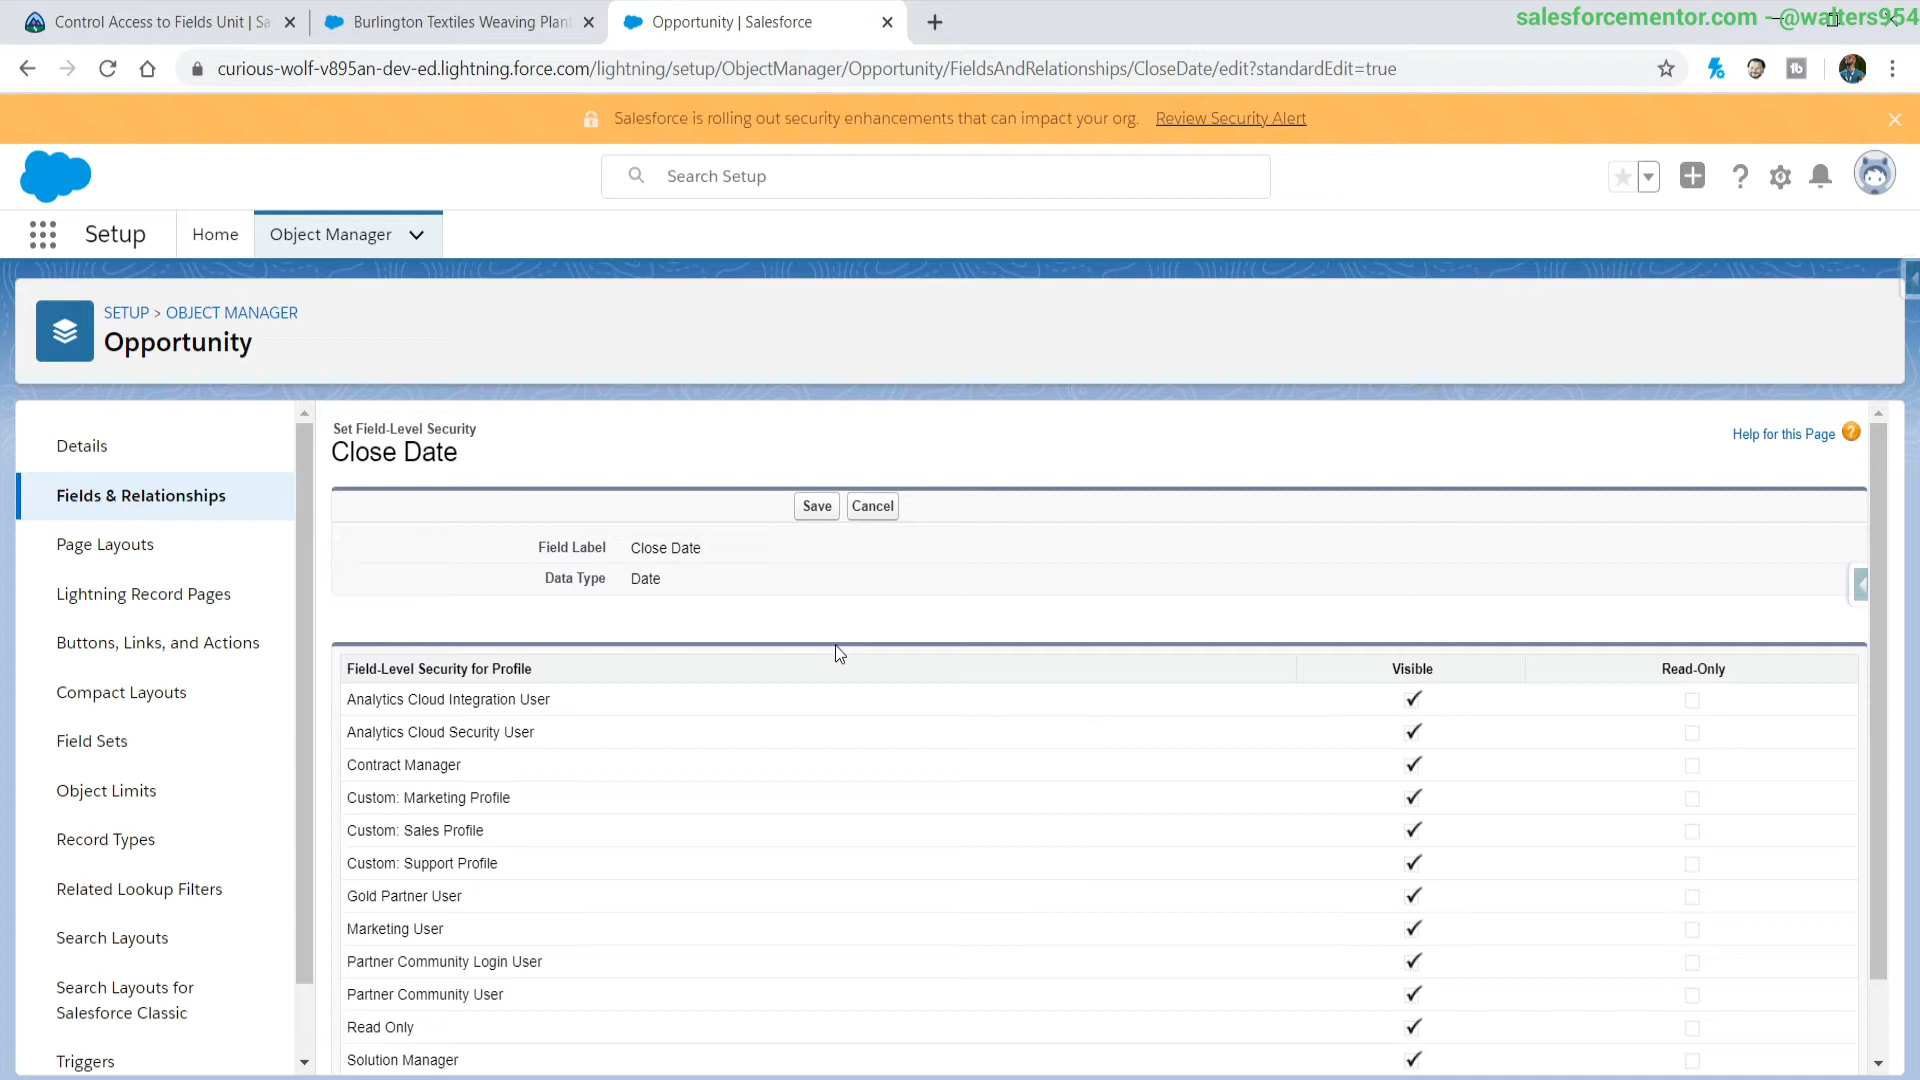 Control Access to Fields Unit | Sa
Burlington Textiles Weaving Plan
Opportunity | Salesforce
salesforcementor.com - @walters954
curious-wolf-v895an-dev-ed.lightning.force.com/lightning/setup/ObjectManager/Opportunity/FieldsAndRelationships/CloseDate/edit?standardEdit=true
Salesforce is rolling out security enhancements that can impact your org. Review Security Alert
Search Setup
Setup
Home
Object Manager
SETUP > OBJECT MANAGER
Opportunity
Details
Fields & Relationships
Page Layouts
Lightning Record Pages
Buttons, Links, and Actions
Compact Layouts
Field Sets
Object Limits
Record Types
Related Lookup Filters
Search Layouts
Search Layouts for
Salesforce Classic
Triggers
Set Field-Level Security
Close Date
Help for this Page
Save Cancel
Field Label Close Date
Data Type Date
Field-Level Security for Profile Visible Read-Only
Analytics Cloud Integration User
Analytics Cloud Security User
Contract Manager
Custom: Marketing Profile
Custom: Sales Profile
Custom: Support Profile
Gold Partner User
Marketing User
Partner Community Login User
Partner Community User
Read Only
Solution Manager